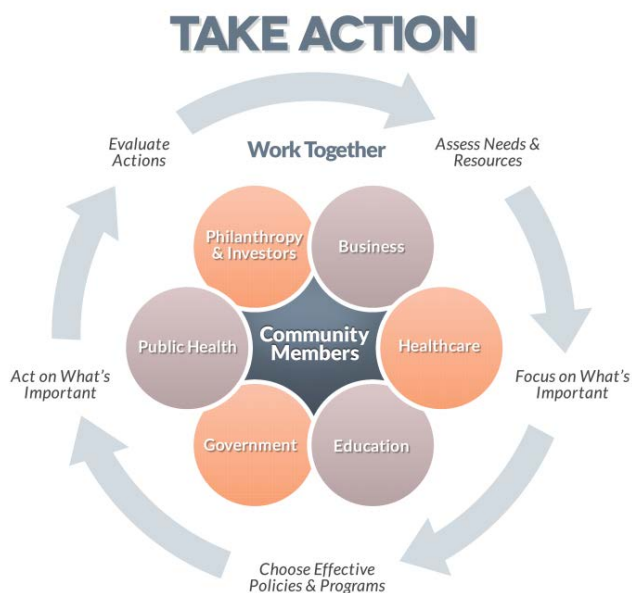 TAKE ACTION
Evaluate
Actions
Work Together
Assess Needs &
Resources
Philanthropy
& Investors
Business
Public Health
Community
Members
Healthcare
Act on What's
Important
Focus on What's
Important
Government
Education
Choose Effective
Policies & Programs